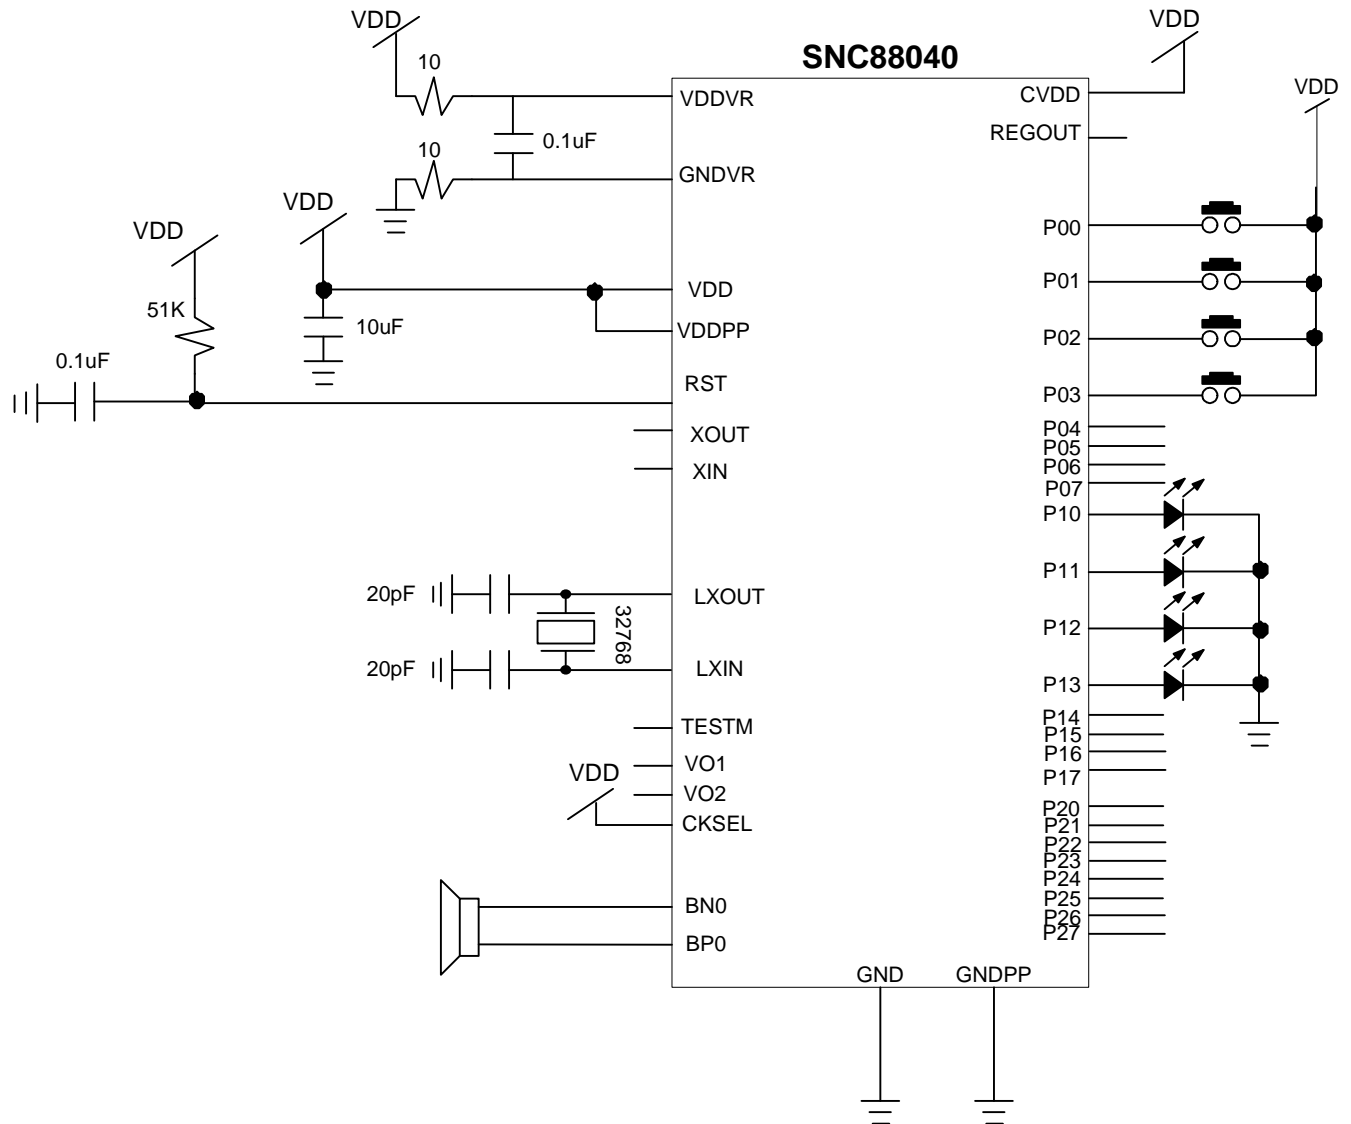 VDD
VDD
SNC88040
10
VDDVR
CVDD
VDD
REGOUT
0.1uF
10
GNDVR
VDD
VDD
P00
P01
VDD
51K
10uF
VDDPP
P02
0.1uF
RST
P03
XOUT
P04
P05
XIN
P06
P07
P10
P11
20pF
LXOUT
32768
P12
20pF
LXIN
P13
P14
TESTM
P15
P16
VO1
VDD
P17
VO2
P20
CKSEL
P21
P22
P23
P24
BN0
P25
P26
BP0
P27
GND
GNDPP